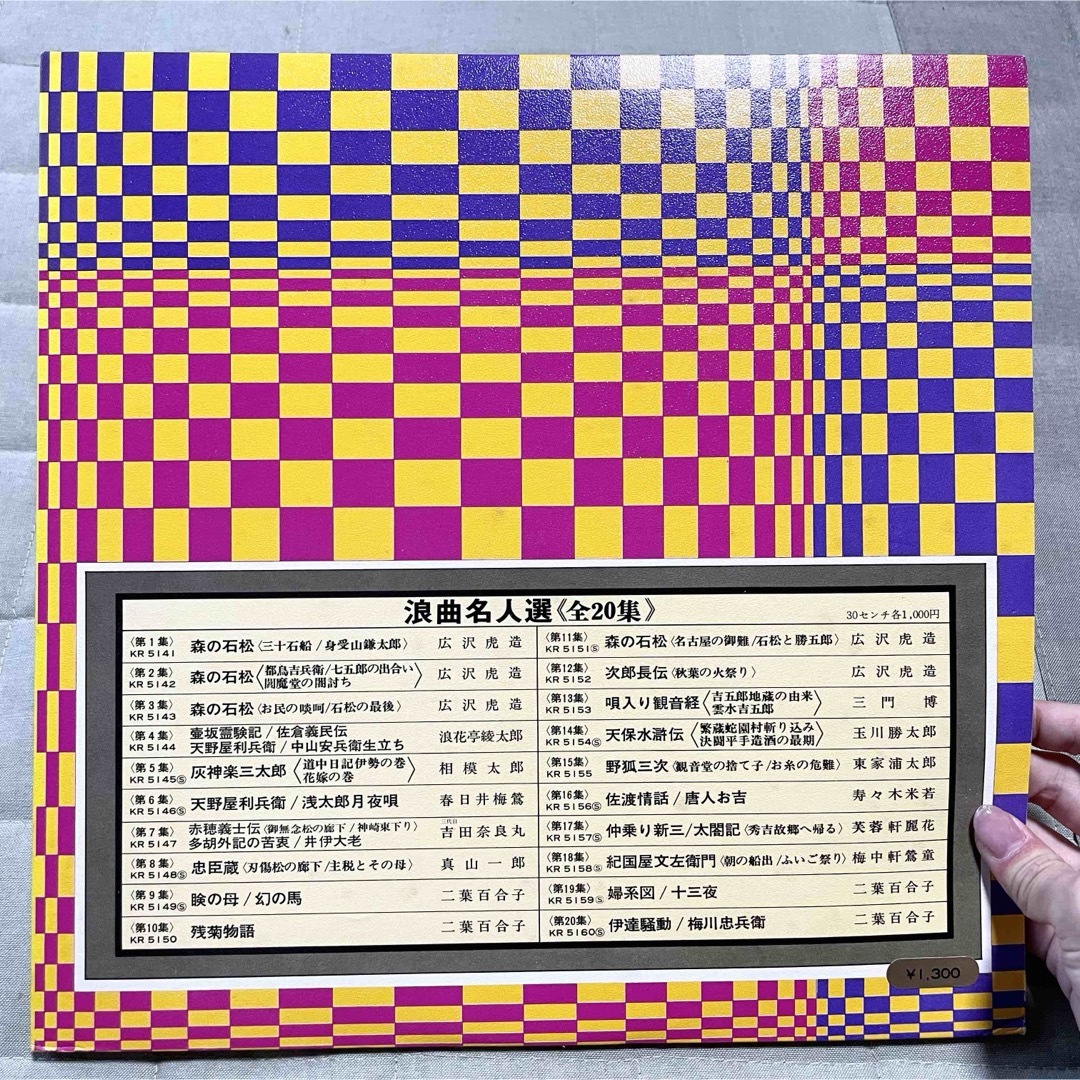 浪曲名人選《全20集》
30センチ各1,000円
〈第1集〉 KR5141 森の石松〈三十石船/身受山鎌太郎〉 広沢虎造
〈第2集〉 KR5142 森の石松〈都鳥吉兵衛/七五郎の出合い 閻魔堂の闇討ち〉 広沢虎造
〈第3集〉 KR5143 森の石松〈お民の啖呵/石松の最後〉 広沢虎造
〈第4集〉 KR5144 壷坂霊験記/佐倉義民伝
天野屋利兵衛/中山安兵衛生立ち 浪花亭綾太郎
〈第5集〉 KR5145Ⓢ 灰神楽三太郎〈道中日記伊勢の巻 花嫁の巻〉 相模太郎
〈第6集〉 KR5146Ⓢ 天野屋利兵衛/浅太郎月夜唄 春日井梅鶯
〈第7集〉 KR5147 赤穂義士伝〈御無念松の廊下/神崎東下り〉
多胡外記の苦衷/井伊大老 三代目 吉田奈良丸
〈第8集〉 KR5148Ⓢ 忠臣蔵〈刃傷松の廊下/主税とその母〉 真山一郎
〈第9集〉 KR5149Ⓢ 瞼の母/幻の馬 二葉百合子
〈第10集〉 KR5150 残菊物語 二葉百合子
〈第11集〉 KR5151Ⓢ 森の石松〈名古屋の御難/石松と勝五郎〉 広沢虎造
〈第12集〉 KR5152 次郎長伝〈秋葉の火祭り〉 広沢虎造
〈第13集〉 KR5153 唄入り観音経〈吉五郎地蔵の由来 雲水吉五郎〉 三門博
〈第14集〉 KR5154Ⓢ 天保水滸伝〈繁蔵蛇園村斬り込み 決闘平手造酒の最期〉 玉川勝太郎
〈第15集〉 KR5155 野狐三次〈観音堂の捨て子/お糸の危難〉 東家浦太郎
〈第16集〉 KR5156Ⓢ 佐渡情話/唐人お吉 寿々木米若
〈第17集〉 KR5157Ⓢ 仲乗り新三/太閤記〈秀吉故郷へ帰る〉 芙蓉軒麗花
〈第18集〉 KR5158Ⓢ 紀国屋文左衛門〈朝の船出/ふいご祭り〉 梅中軒鶯童
〈第19集〉 KR5159Ⓢ 婦系図/十三夜 二葉百合子
〈第20集〉 KR5160Ⓢ 伊達騒動/梅川忠兵衛 二葉百合子
¥1,300